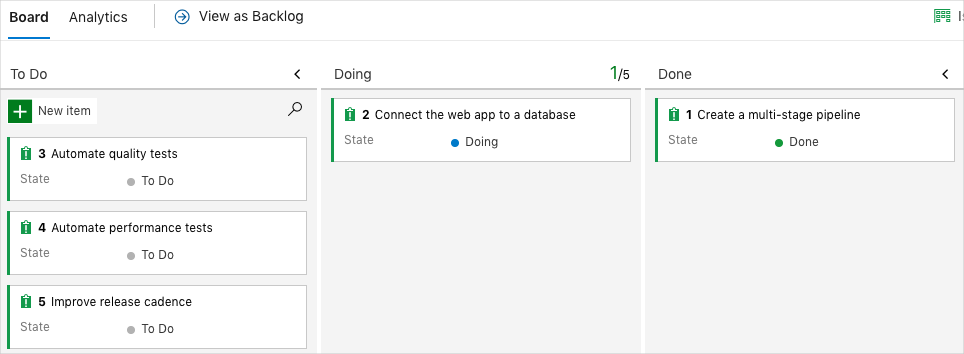 Board Analytics View as Backlog
To Do
New item
3 Automate quality tests
State To Do
4 Automate performance tests
State To Do
5 Improve release cadence
State To Do
Doing 1/5
2 Connect the web app to a database
State Doing
Done
1 Create a multi-stage pipeline
State Done